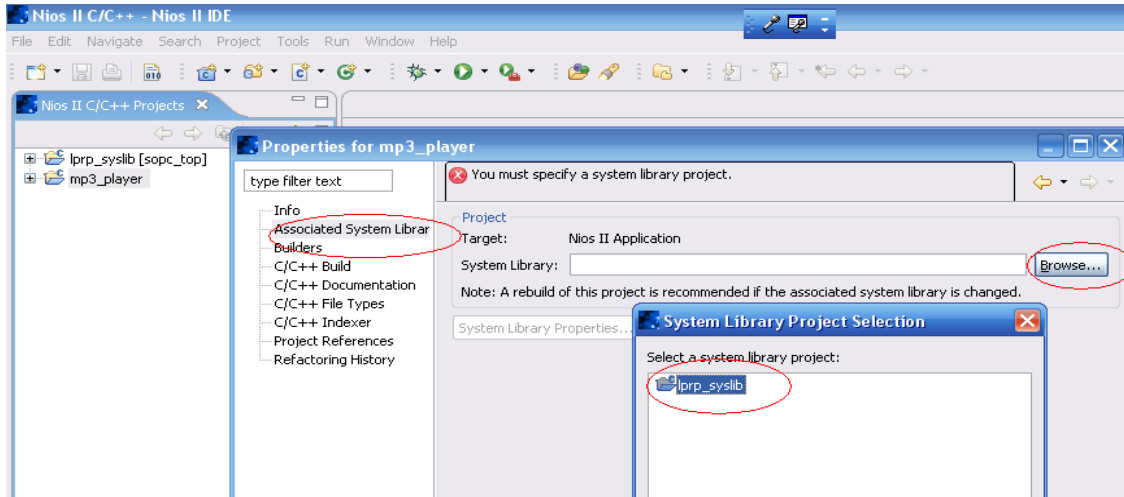 Nios II C/C++ - Nios II IDE
File Edit Navigate Search Project Tools Run Window Help
010
Nios II C/C++ Projects
lprp_syslib [sopc_top]
mp3_player
Properties for mp3_player
type filter text
Info
Associated System Librar
Builders
C/C++ Build
C/C++ Documentation
C/C++ File Types
C/C++ Indexer
Project References
Refactoring History
You must specify a system library project.
Project
Target: Nios II Application
System Library: Browse...
Note: A rebuild of this project is recommended if the associated system library is changed.
System Library Properties...
System Library Project Selection
Select a system library project:
lprp_syslib